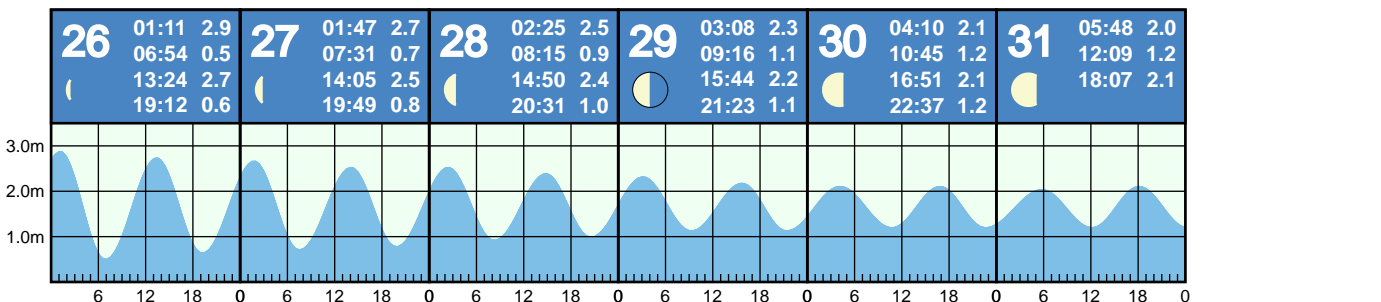 26 01:11 2.9 27 01:47 2.7 28 02:25 2.5 29 03:08 2.3 30 04:10 2.1 31 05:48 2.0
06:54 0.5 07:31 0.7 08:15 0.9 09:16 1.1 10:45 1.2 12:09 1.2
13:24 2.7 14:05 2.5 14:50 2.4 15:44 2.2 16:51 2.1 18:07 2.1
19:12 0.6 19:49 0.8 20:31 1.0 21:23 1.1 22:37 1.2
3.0m
2.0m
1.0m
6 12 18 0 6 12 18 0 6 12 18 0 6 12 18 0 6 12 18 0 6 12 18 0